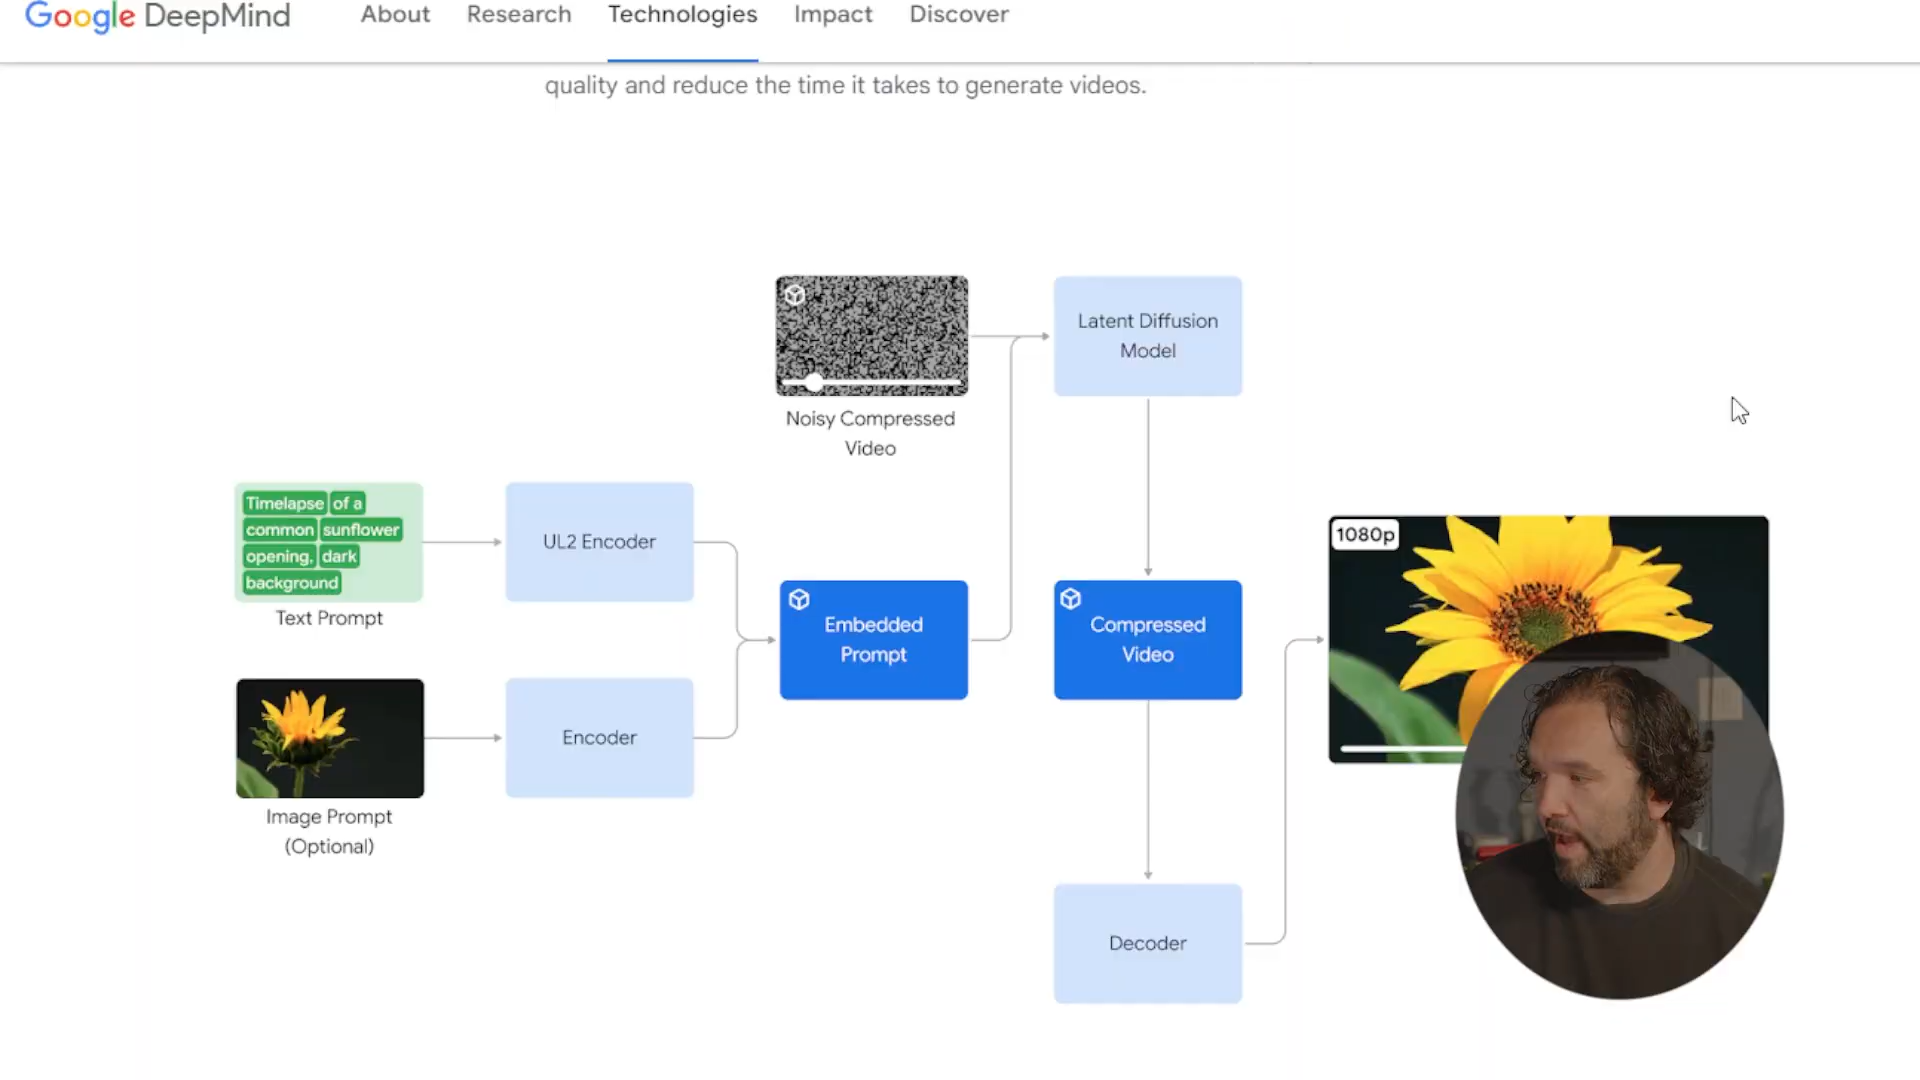 Google DeepMind
About
Research
Technologies
Impact
Discover
quality and reduce the time it takes to generate videos.
Noisy Compressed
Video
Latent Diffusion
Model
Timelapse of a
common sunflower
opening, dark
background
Text Prompt
UL2 Encoder
Embedded
Prompt
Compressed
Video
1080p
Encoder
Image Prompt
(Optional)
Decoder